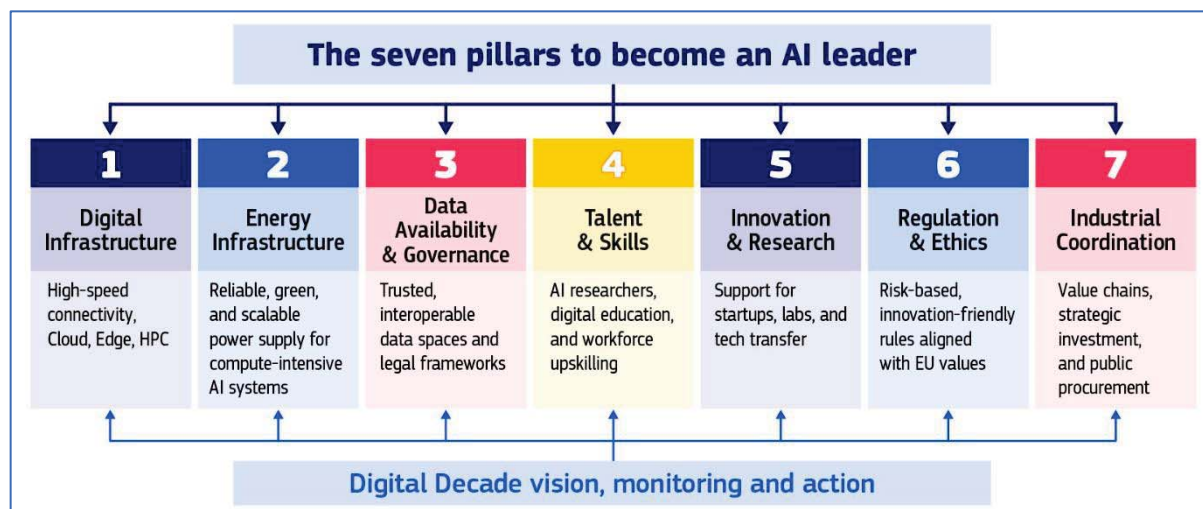 The seven pillars to become an AI leader
1
Digital
Infrastructure
High-speed
connectivity,
Cloud, Edge, HPC
2
Energy
Infrastructure
Reliable, green,
and scalable
power supply for
compute-intensive
AI systems
3
Data
Availability
& Governance
Trusted,
interoperable
data spaces and
legal frameworks
4
Talent
& Skills
AI researchers,
digital education,
and workforce
upskilling
5
Innovation
& Research
Support for
startups, labs, and
tech transfer
6
Regulation
& Ethics
Risk-based,
innovation-friendly
rules aligned
with EU values
7
Industrial
Coordination
Value chains,
strategic
investment,
and public
procurement
Digital Decade vision, monitoring and action